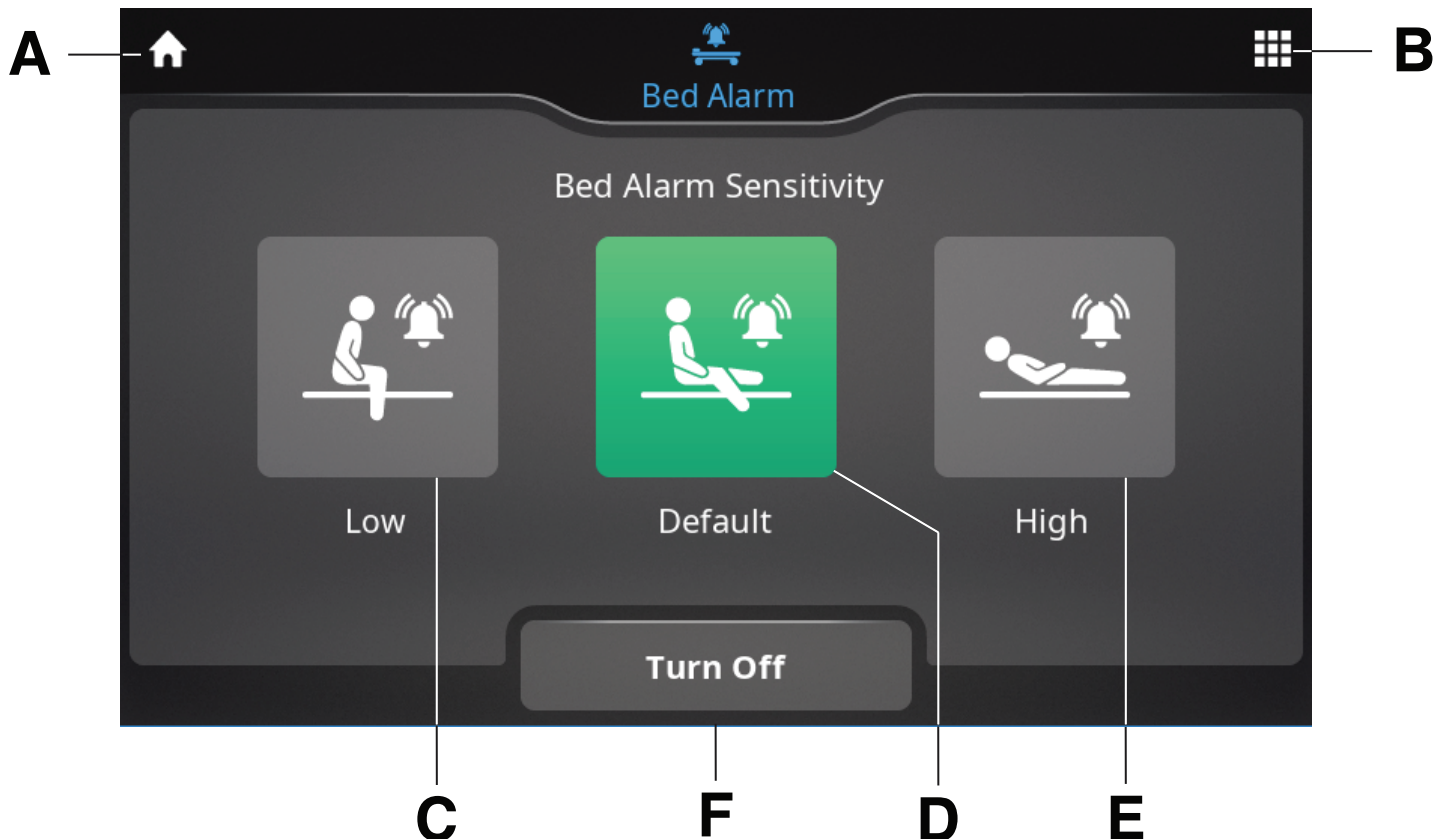 A
B
Bed Alarm
Bed Alarm Sensitivity
Low
Default
High
Turn Off
C
F
D
E